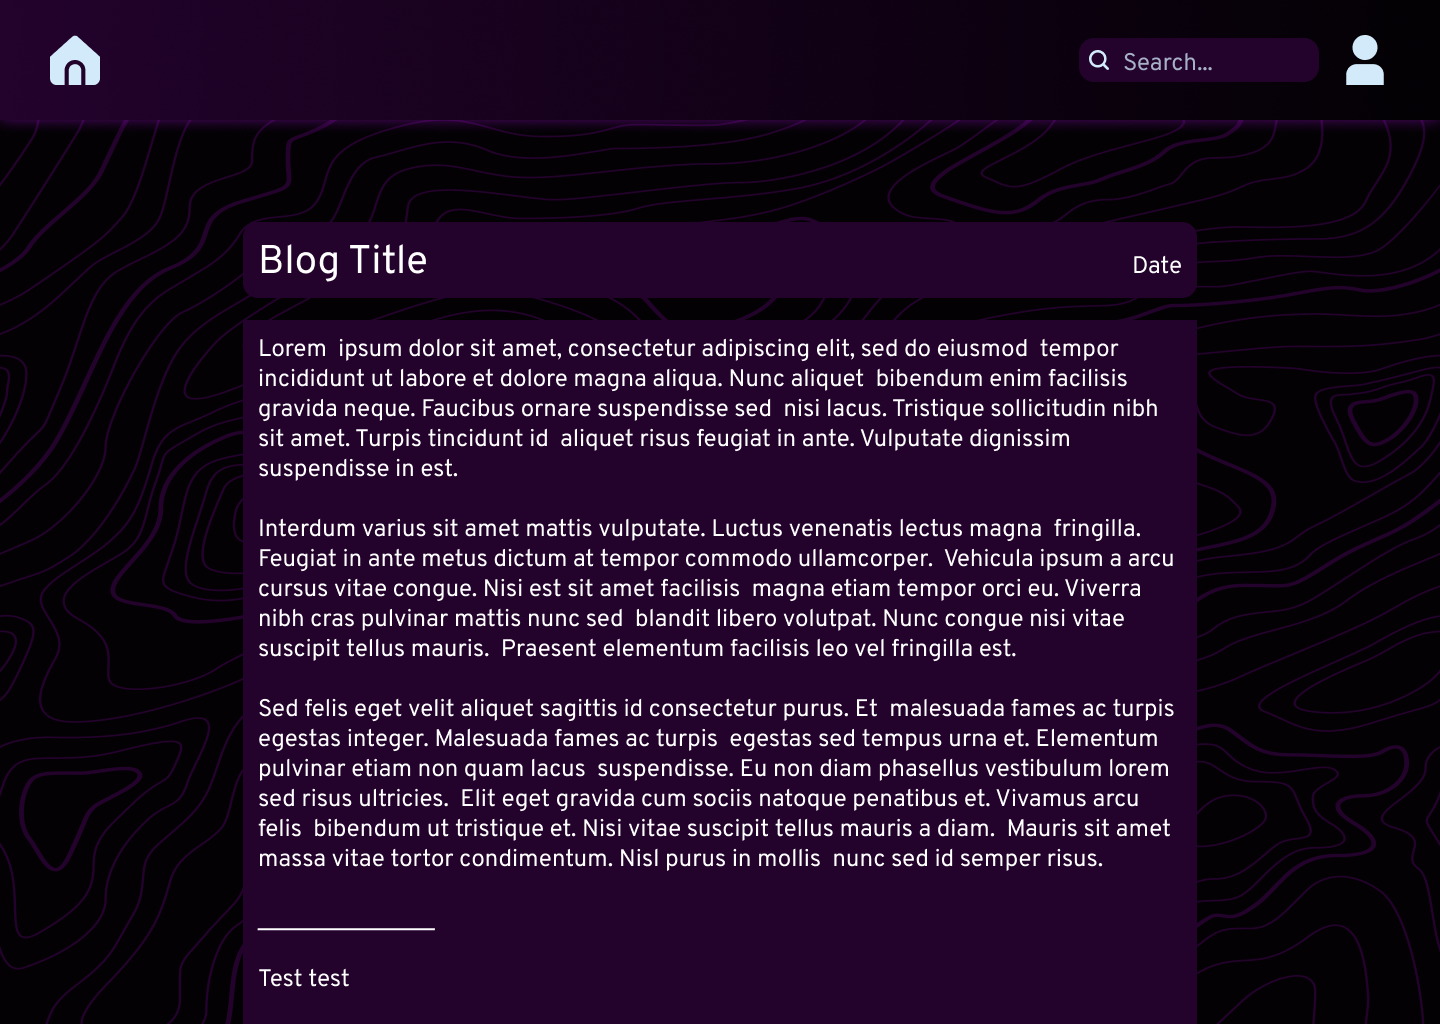 Search...
Blog Title
Date
Lorem  ipsum dolor sit amet, consectetur adipiscing elit, sed do eiusmod  tempor
incididunt ut labore et dolore magna aliqua. Nunc aliquet  bibendum enim facilisis
gravida neque. Faucibus ornare suspendisse sed  nisi lacus. Tristique sollicitudin nibh
sit amet. Turpis tincidunt id  aliquet risus feugiat in ante. Vulputate dignissim
suspendisse in est.
Interdum varius sit amet mattis vulputate. Luctus venenatis lectus magna  fringilla.
Feugiat in ante metus dictum at tempor commodo ullamcorper.  Vehicula ipsum a arcu
cursus vitae congue. Nisi est sit amet facilisis  magna etiam tempor orci eu. Viverra
nibh cras pulvinar mattis nunc sed  blandit libero volutpat. Nunc congue nisi vitae
suscipit tellus mauris.  Praesent elementum facilisis leo vel fringilla est.
Sed felis eget velit aliquet sagittis id consectetur purus. Et  malesuada fames ac turpis
egestas integer. Malesuada fames ac turpis  egestas sed tempus urna et. Elementum
pulvinar etiam non quam lacus  suspendisse. Eu non diam phasellus vestibulum lorem
sed risus ultricies.  Elit eget gravida cum sociis natoque penatibus et. Vivamus arcu
felis  bibendum ut tristique et. Nisi vitae suscipit tellus mauris a diam.  Mauris sit amet
massa vitae tortor condimentum. Nisl purus in mollis  nunc sed id semper risus.
Test test